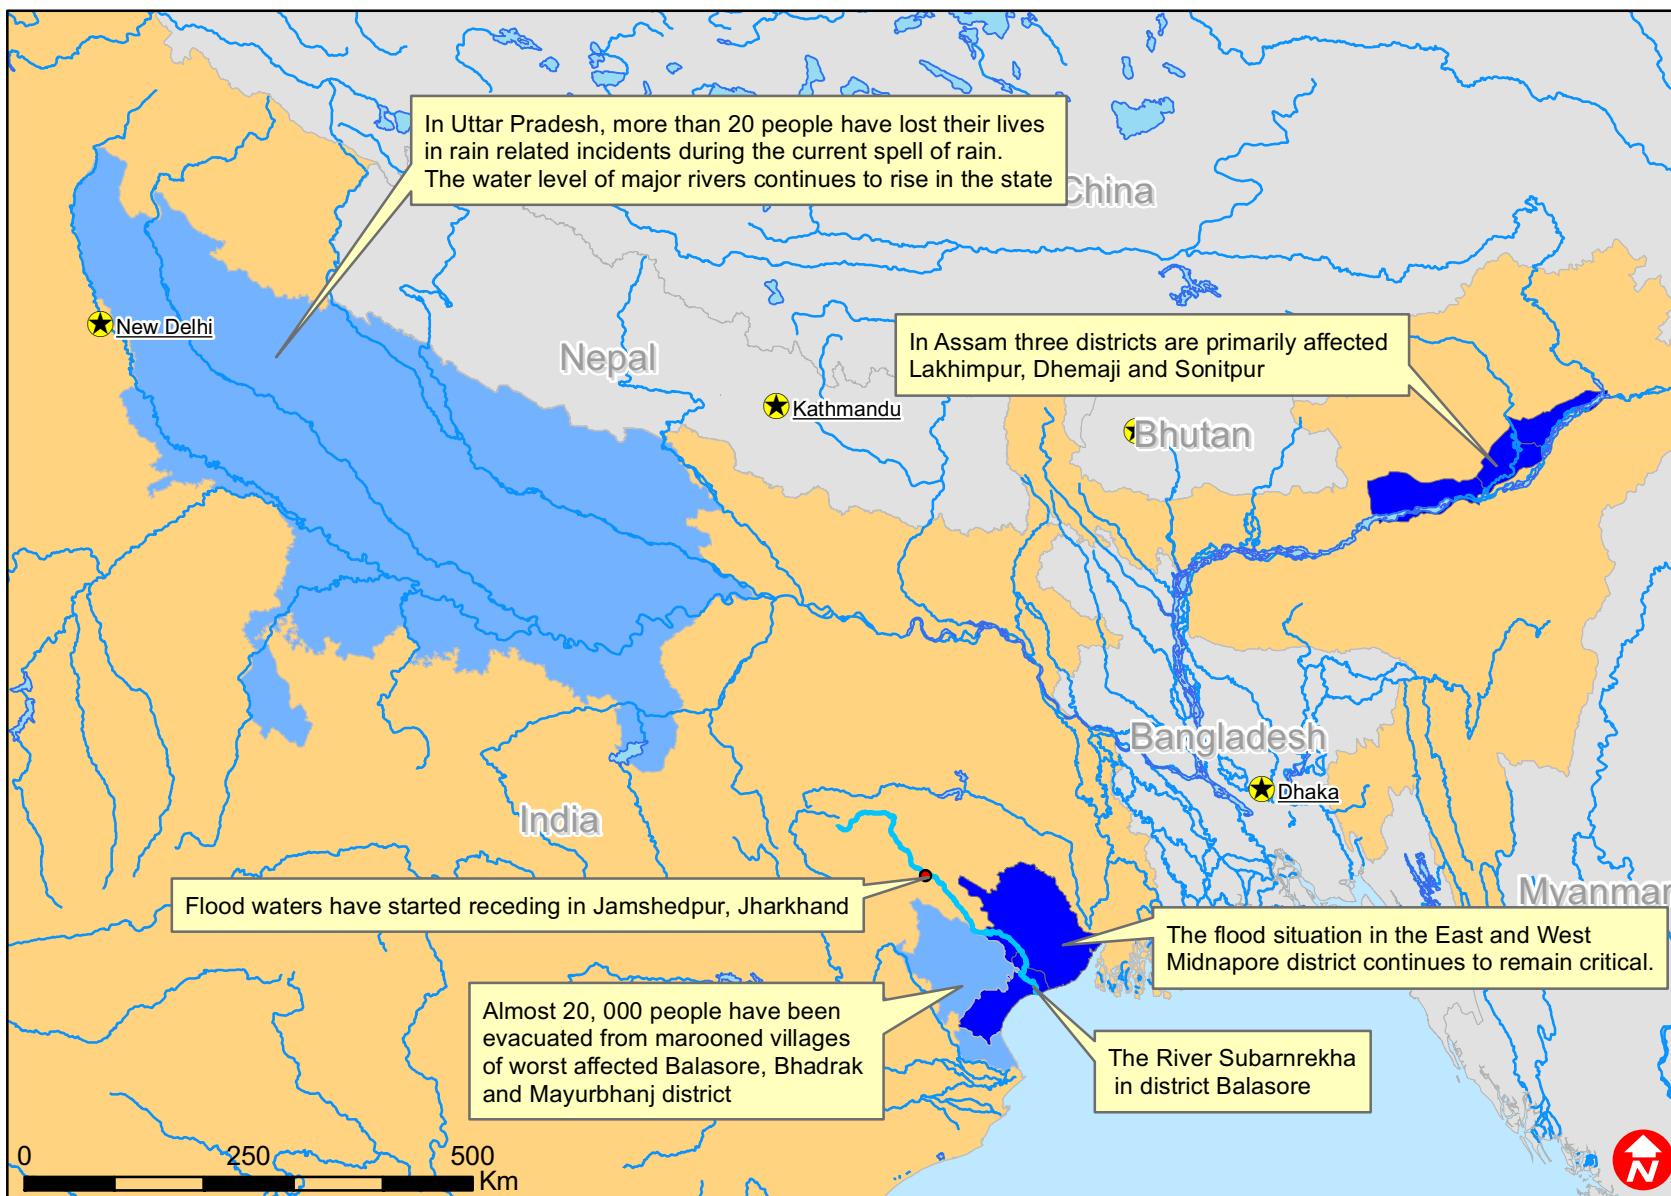 In Uttar Pradesh, more than 20 people have lost their lives
in rain related incidents during the current spell of rain.
The water level of major rivers continues to rise in the state
China
New Delhi
In Assam three districts are primarily affected
Lakhimpur, Dhemaji and Sonitpur
Nepal
Kathmandu
Bhutan
Bangladesh
Dhaka
India
Myanmar
Flood waters have started receding in Jamshedpur, Jharkhand
The flood situation in the East and West
Midnapore district continues to remain critical.
Almost 20, 000 people have been
evacuated from marooned villages
of worst affected Balasore, Bhadrak
and Mayurbhanj district
The River Subarnrekha
in district Balasore
0 250 500
Km
N